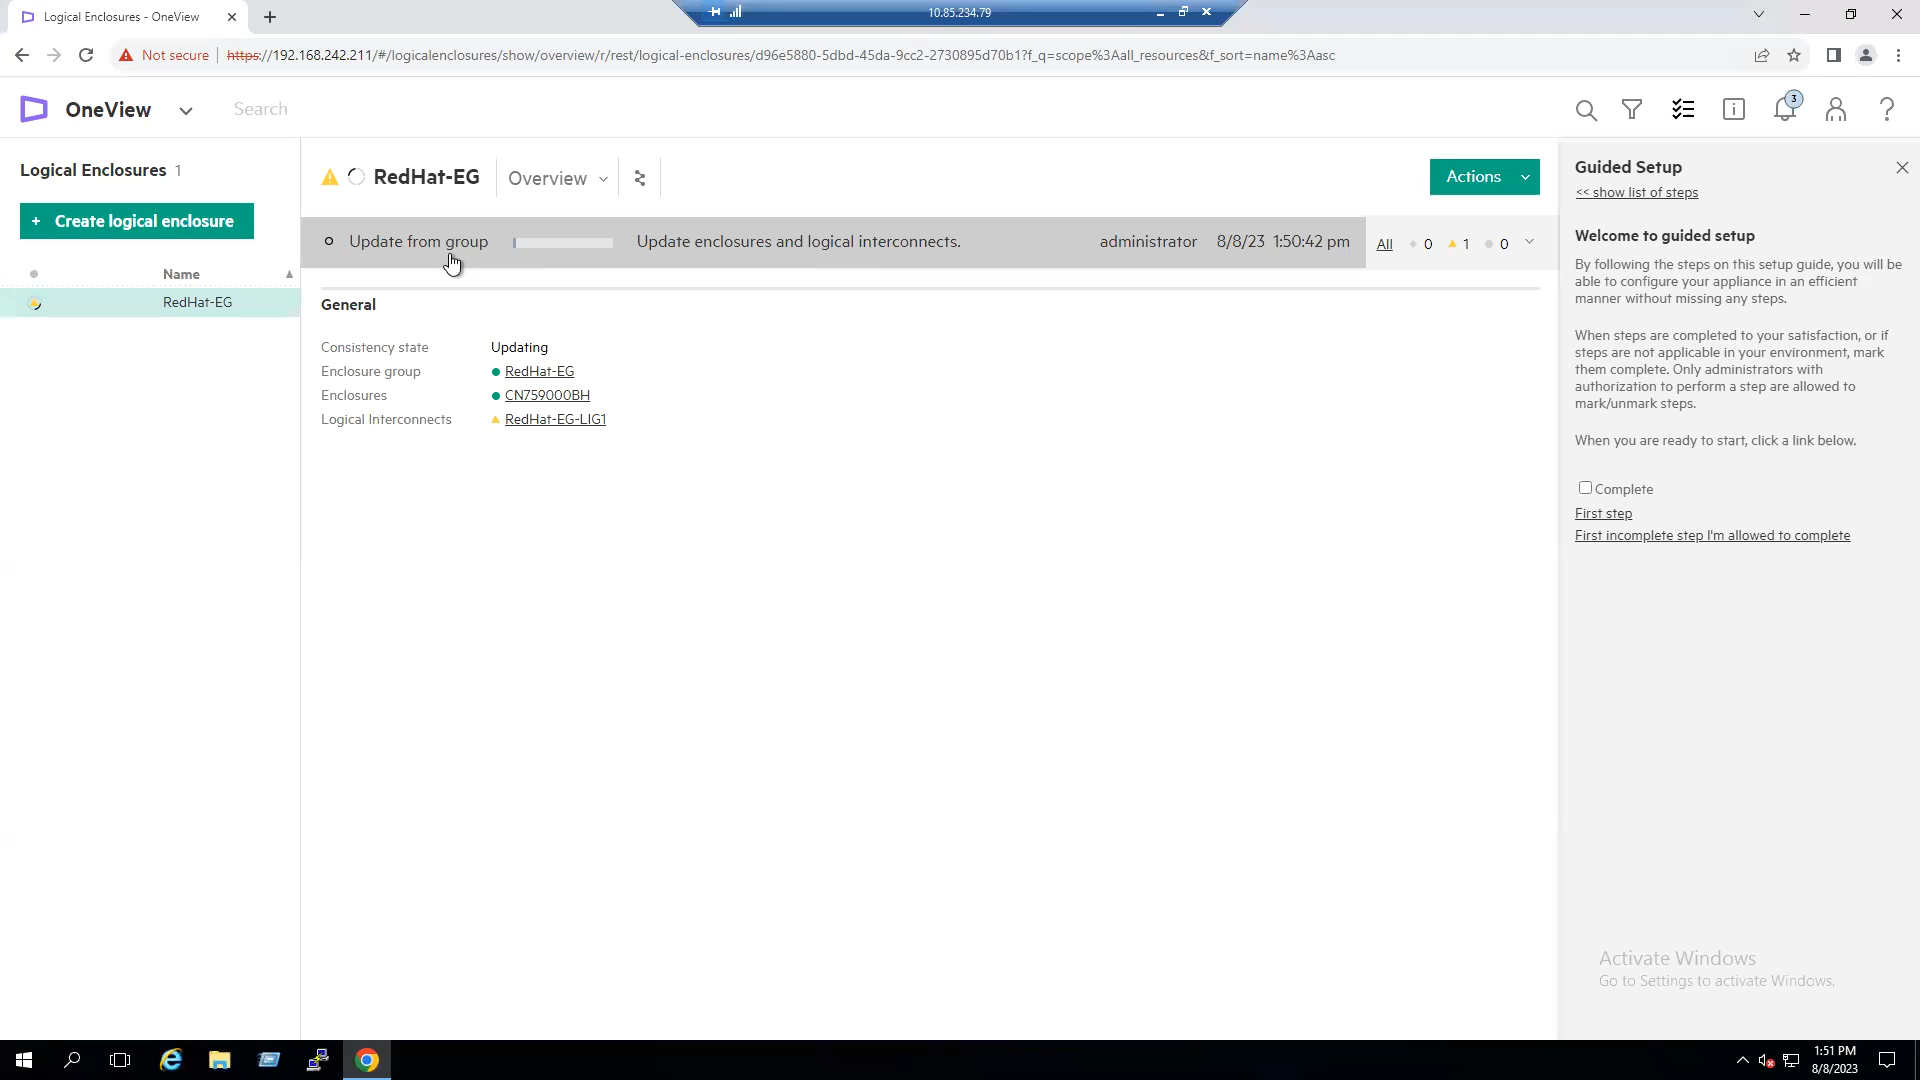 Logical Enclosures - OneView
10.85.234.79
Not secure
https://192.168.242.211/#/logicalenclosures/show/overview/r/rest/logical-enclosures/d96e5880-5dbd-45da-9cc2-2730895d70b1?f_q=scope%3Aall_resources&f_sort=name%3Aasc
OneView
Search
3
Logical Enclosures 1
+ Create logical enclosure
Name
RedHat-EG
RedHat-EG
Overview
Actions
Update from group
Update enclosures and logical interconnects.
administrator
8/8/23 1:50:42 pm
All
0
1
0
General
Consistency state
Updating
Enclosure group
RedHat-EG
Enclosures
CN759000BH
Logical Interconnects
RedHat-EG-LIG1
Guided Setup
<< show list of steps
Welcome to guided setup
By following the steps on this setup guide, you will be
able to configure your appliance in an efficient
manner without missing any steps.
When steps are completed to your satisfaction, or if
steps are not applicable in your environment, mark
them complete. Only administrators with
authorization to perform a step are allowed to
mark/unmark steps.
When you are ready to start, click a link below.
Complete
First step
First incomplete step I'm allowed to complete
Activate Windows
Go to Settings to activate Windows.
1:51 PM
8/8/2023